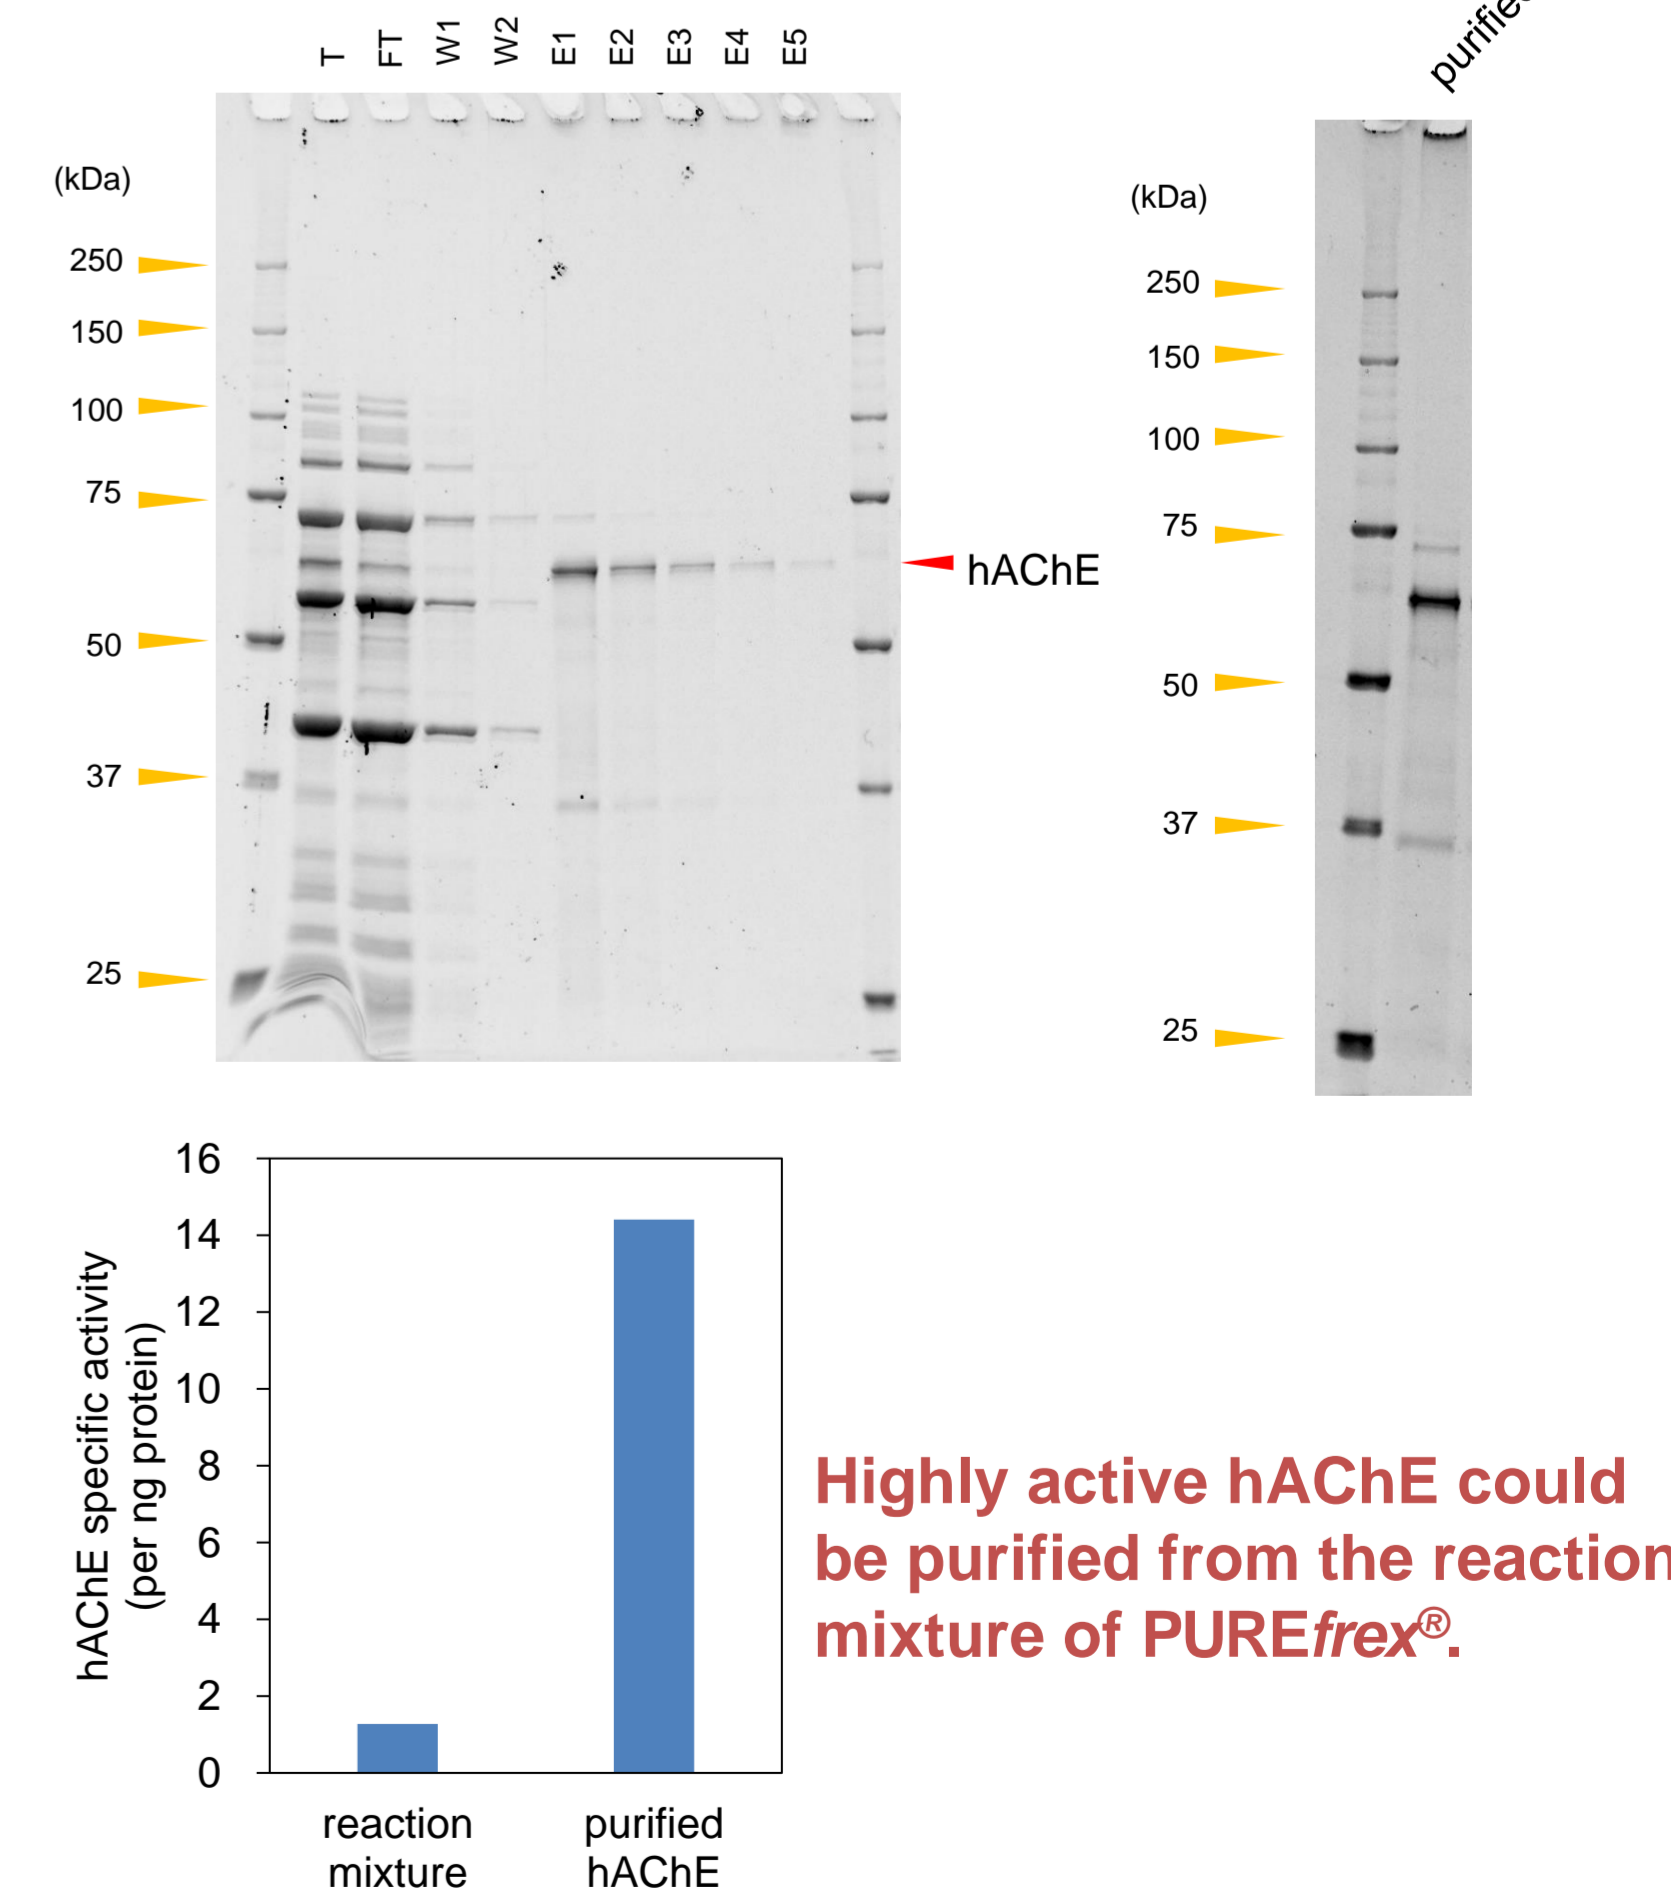 T FT W1 W2 E1 E2 E3 E4 E5
(kDa)
250
150
100
75
50
37
25
hAChE
purified
(kDa)
250
150
100
75
50
37
25
16
14
12
10
8
6
4
2
0
hAChE specific activity
(per ng protein)
reaction
mixture
purified
hAChE
Highly active hAChE could
be purified from the reaction
mixture of PUREfrex®.